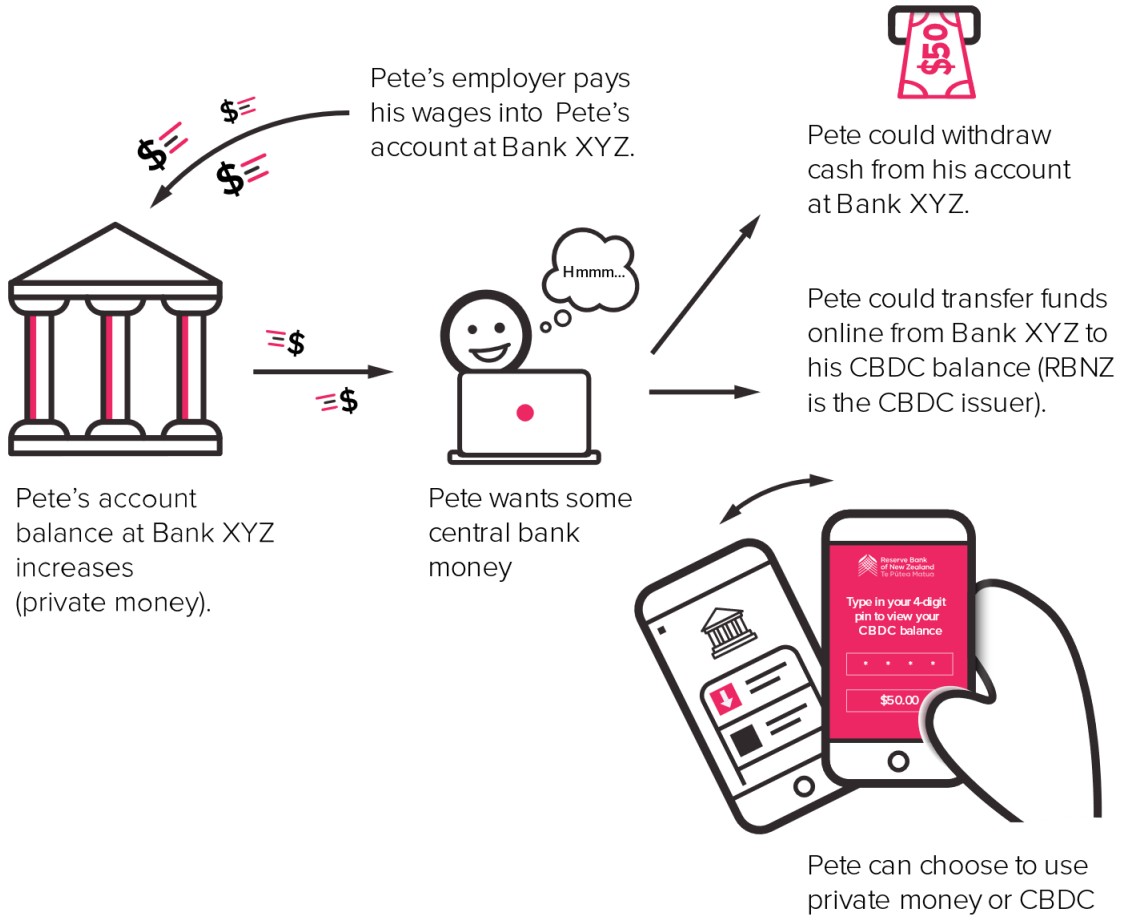 Pete’s employer pays
his wages into Pete’s
account at Bank XYZ.
$
$
$
$50
Pete could withdraw
cash from his account
at Bank XYZ.
Hmmm...
$
$
Pete could transfer funds
online from Bank XYZ to
his CBDC balance (RBNZ
is the CBDC issuer).
Pete’s account
balance at Bank XYZ
increases
(private money).
Pete wants some
central bank
money
Reserve Bank
of New Zealand
Te Pūtea Matua
Type in your 4-digit
pin to view your
CBDC balance
* * * *
$50.00
Pete can choose to use
private money or CBDC